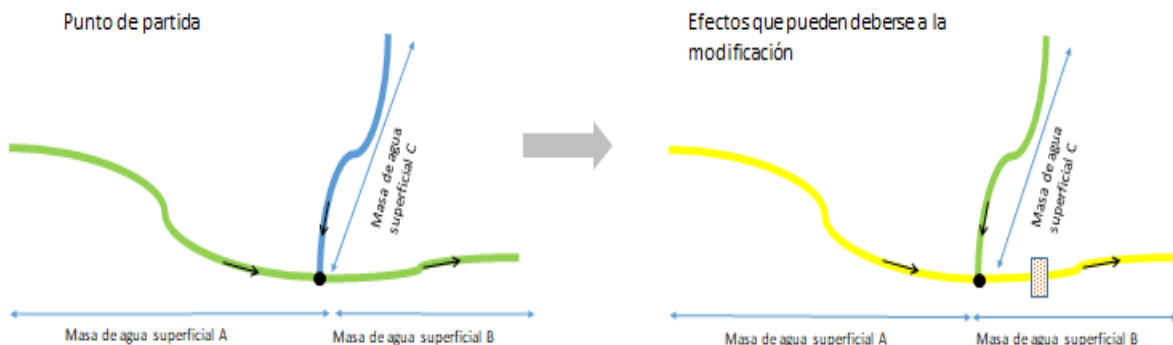 Punto de partida
Masa de agua
superficial C
Masa de agua superficial A
Masa de agua superficial B
Efectos que pueden deberse a la
modificación
Masa de agua
superficial C
Masa de agua superficial A
Masa de agua superficial B